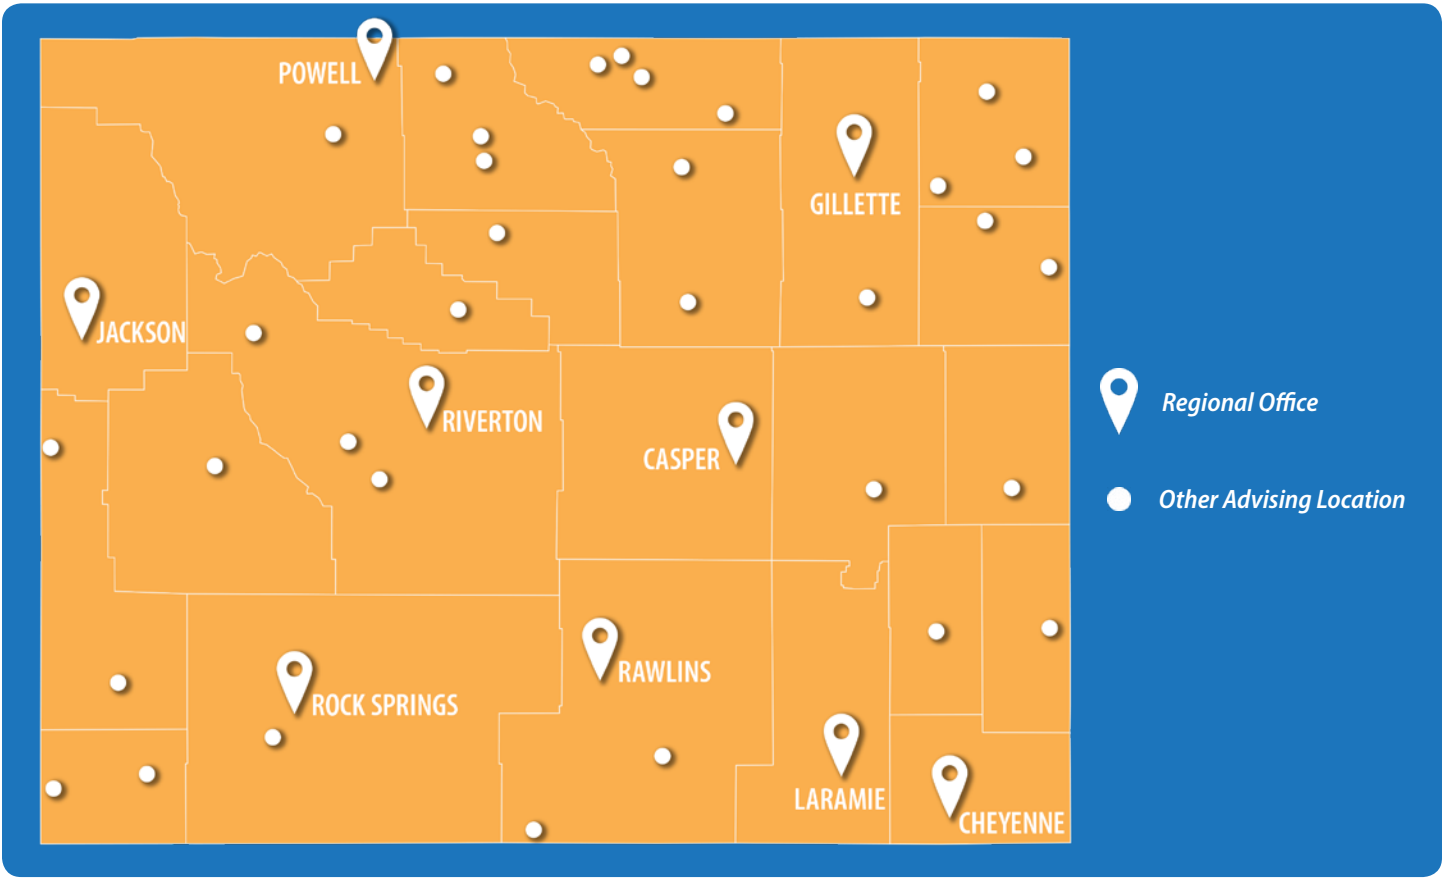 POWELL
GILLETTE
JACKSON
RIVERTON
CASPER
RAWLINS
ROCK SPRINGS
LARAMIE
CHEYENNE
Regional Office
Other Advising Location